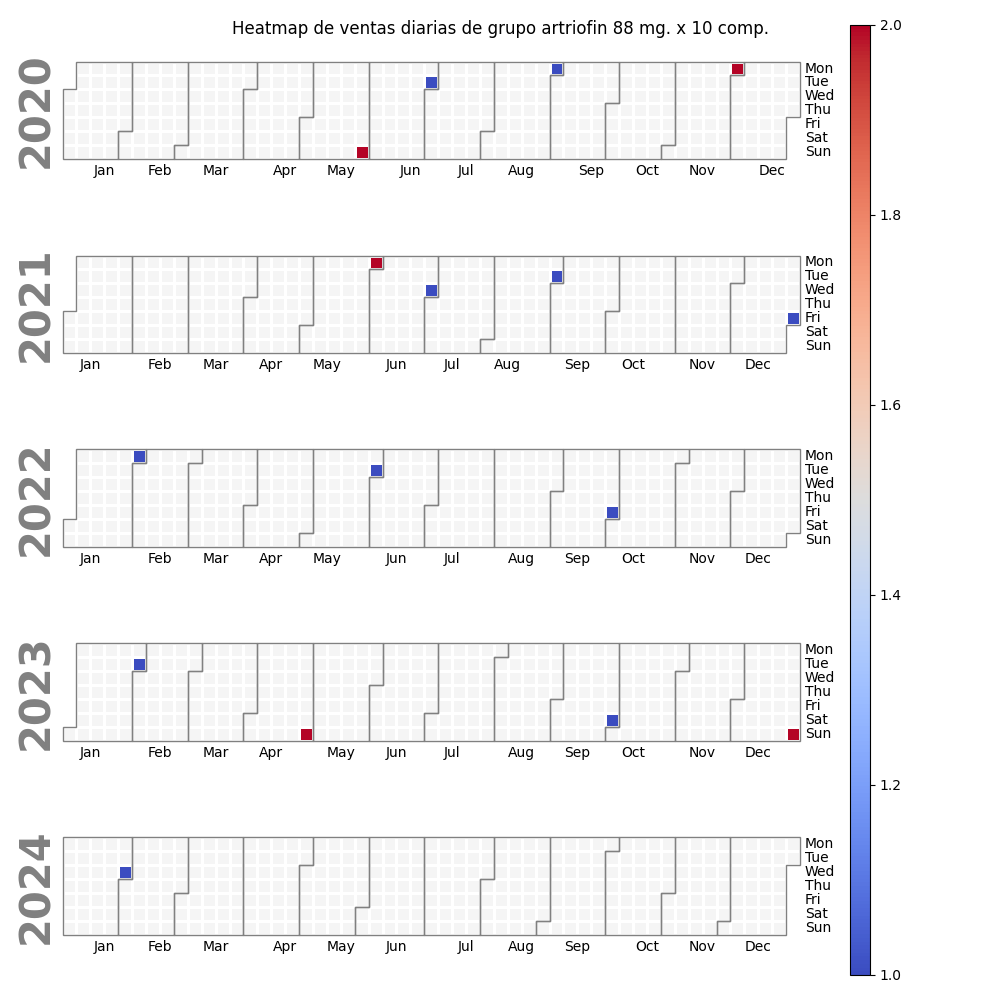 Heatmap de ventas diarias de grupo artriofin 88 mg. x 10 comp.
2020
Mon
Tue
Wed
Thu
Fri
Sat
Sun
Jan Feb Mar Apr May Jun Jul Aug Sep Oct Nov Dec
2021
Mon
Tue
Wed
Thu
Fri
Sat
Sun
Jan Feb Mar Apr May Jun Jul Aug Sep Oct Nov Dec
2022
Mon
Tue
Wed
Thu
Fri
Sat
Sun
Jan Feb Mar Apr May Jun Jul Aug Sep Oct Nov Dec
2023
Mon
Tue
Wed
Thu
Fri
Sat
Sun
Jan Feb Mar Apr May Jun Jul Aug Sep Oct Nov Dec
2024
Mon
Tue
Wed
Thu
Fri
Sat
Sun
Jan Feb Mar Apr May Jun Jul Aug Sep Oct Nov Dec
2.0
1.8
1.6
1.4
1.2
1.0